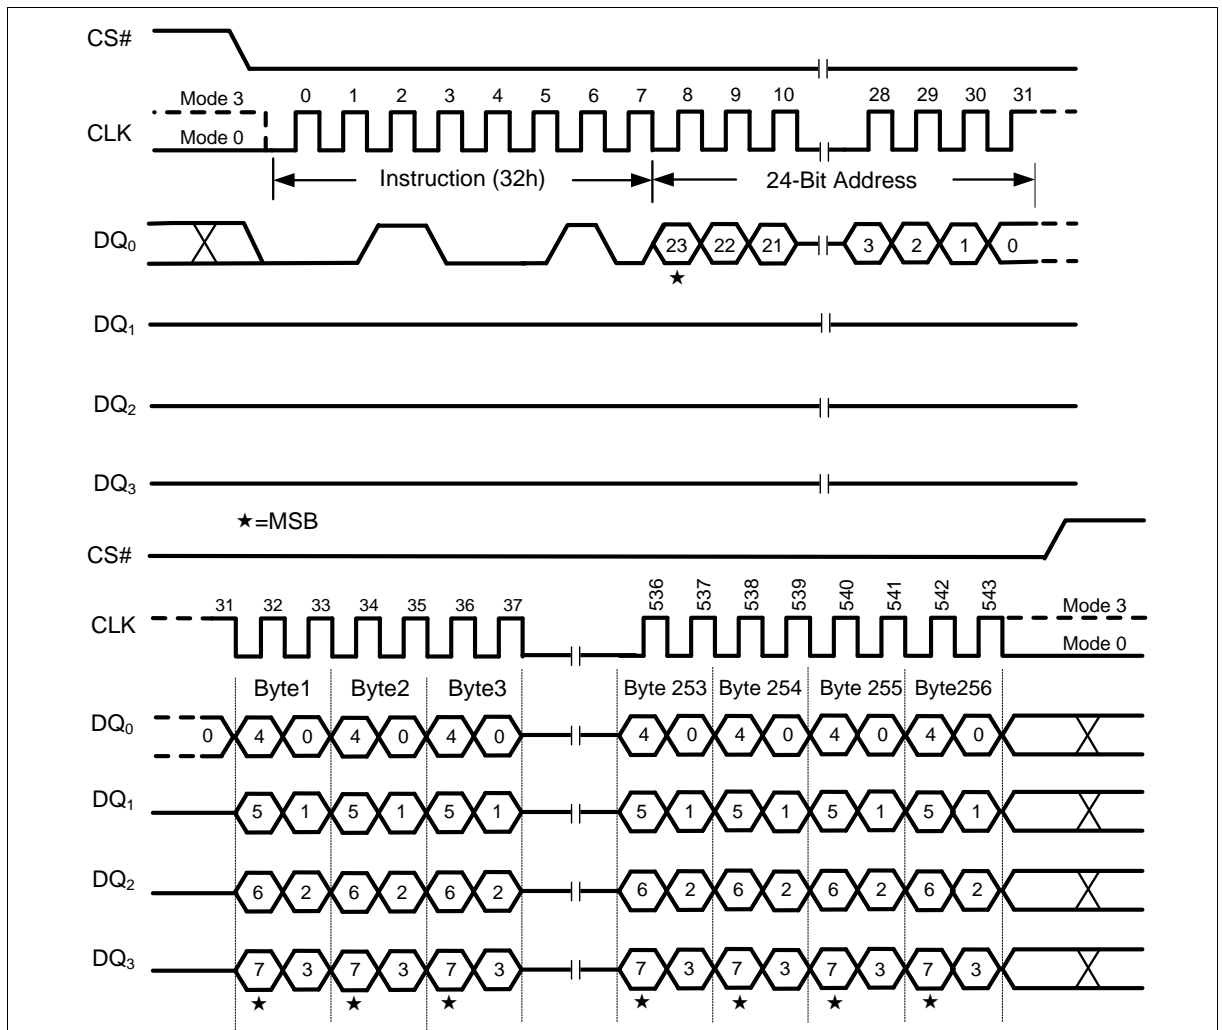 CS#
Mode 3
0 1 2 3 4 5 6 7 8 9 10 28 29 30 31
CLK
Mode 0
Instruction (32h) 24-Bit Address
DQ0 23 22 21 3 2 1 0
★
DQ1
DQ2
DQ3
★=MSB
CS#
31 32 33 34 35 36 37 536 537 538 539 540 541 542 543
Mode 3
CLK
Mode 0
Byte1 Byte2 Byte3 Byte 253 Byte 254 Byte 255 Byte256
DQ0 0 4 0 4 0 4 0 4 0 4 0 4 0 4 0
DQ1 5 1 5 1 5 1 5 1 5 1 5 1 5 1
DQ2 6 2 6 2 6 2 6 2 6 2 6 2 6 2
DQ3 7 3 7 3 7 3 7 3 7 3 7 3 7 3
★ ★ ★ ★ ★ ★ ★